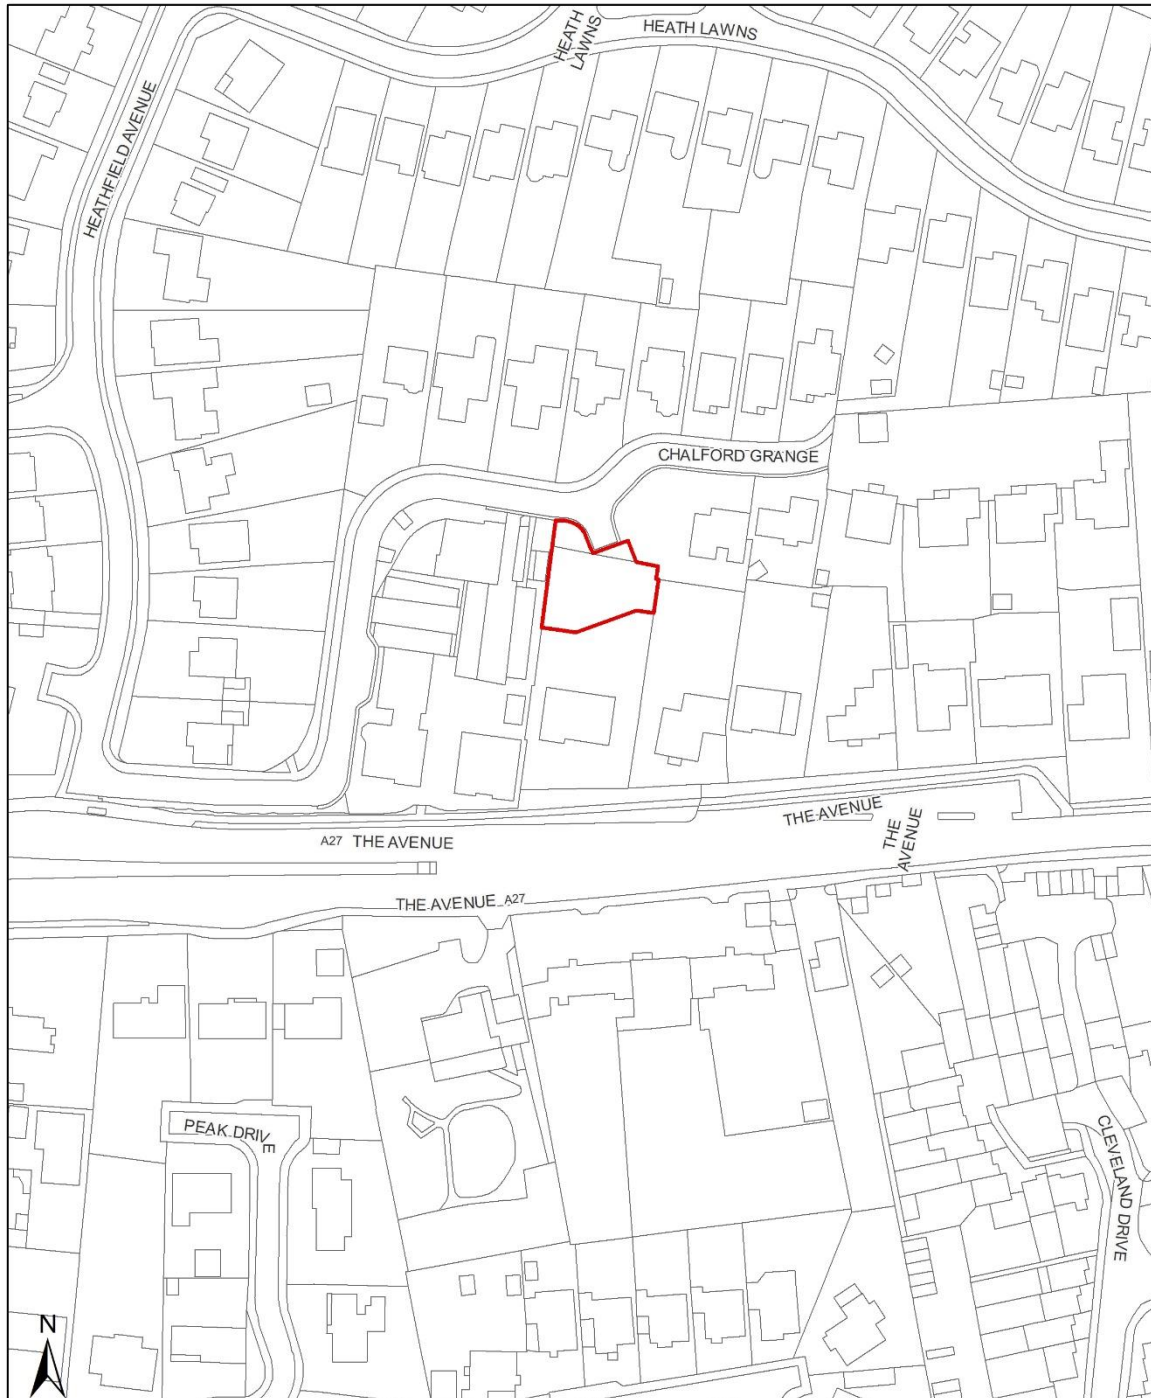 HEATH
LAWNS
HEATH LAWNS
HEATHFIELD AVENUE
CHALFORD GRANGE
THE AVENUE
THE
AVENUE
A27 THE AVENUE
THE AVENUE A27
PEAK DRIVE
CLEVELAND DRIVE
N